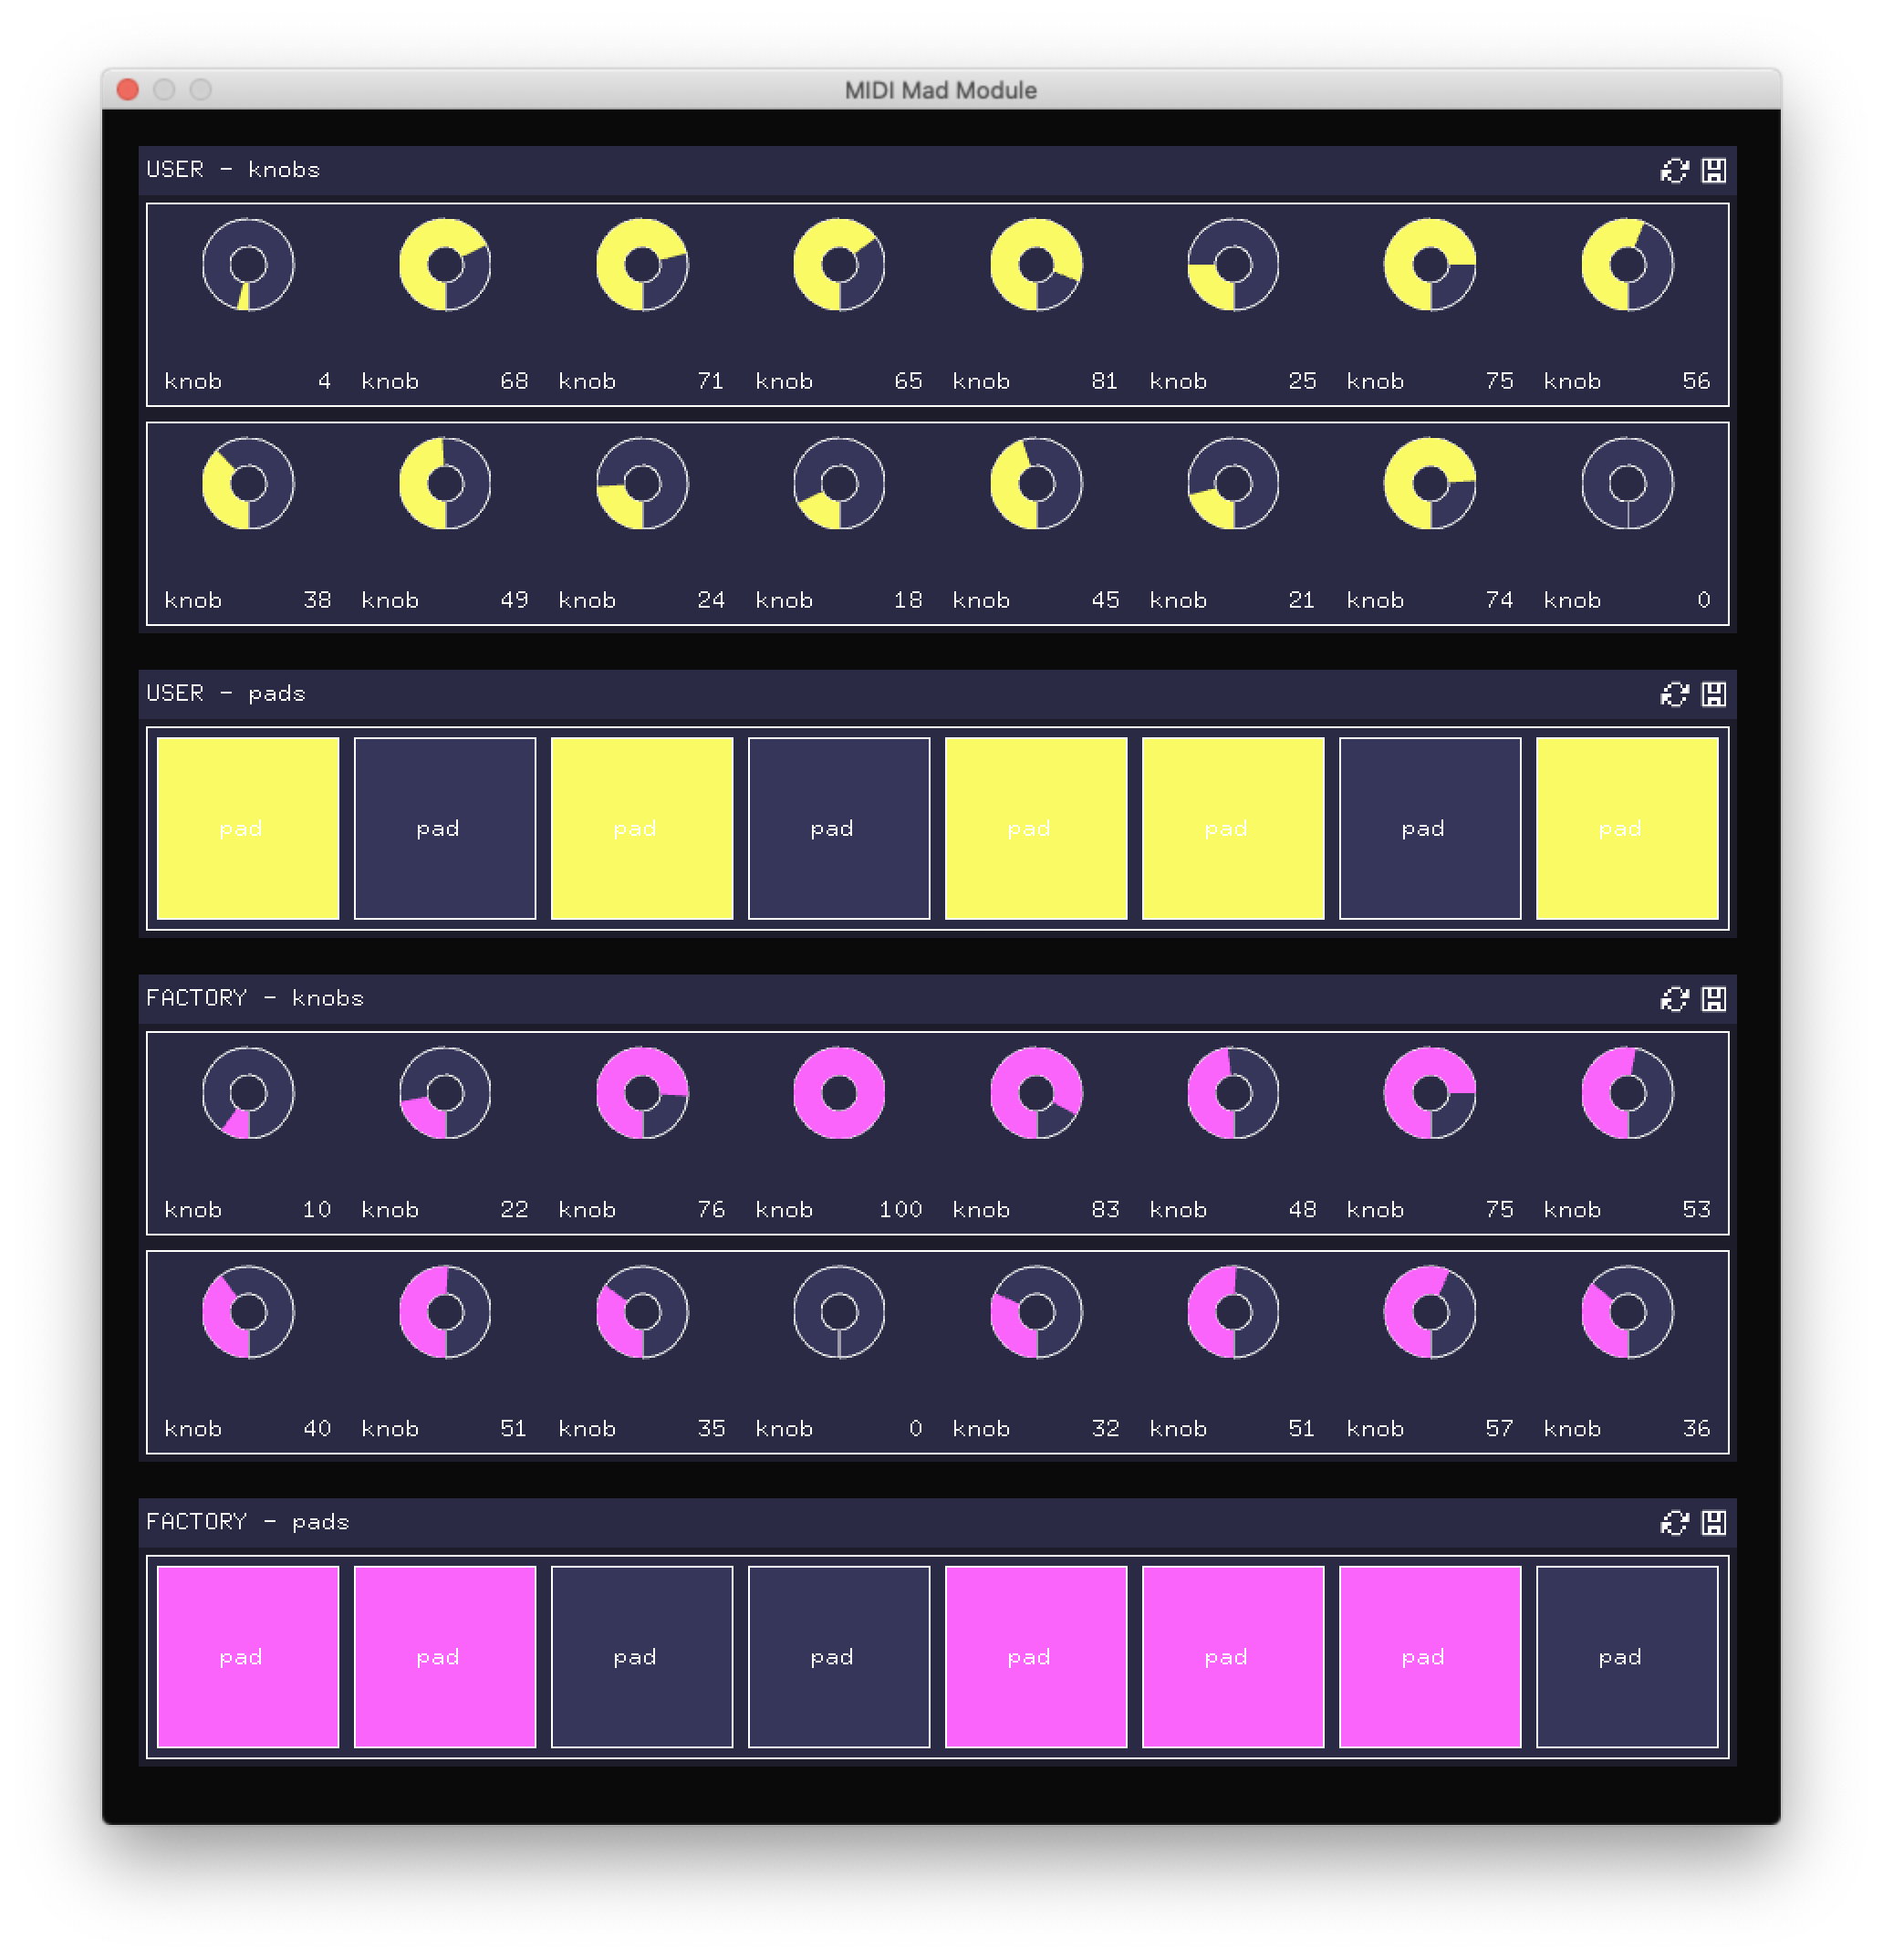 MIDI Mad Module
USER - knobs
knob 4 knob 68 knob 71 knob 65 knob 81 knob 25 knob 75 knob 56
knob 38 knob 49 knob 24 knob 18 knob 45 knob 21 knob 74 knob 0
USER - pads
pad pad pad pad pad pad pad pad
FACTORY - knobs
knob 10 knob 22 knob 76 knob 100 knob 83 knob 48 knob 75 knob 53
knob 40 knob 51 knob 35 knob 0 knob 32 knob 51 knob 57 knob 36
FACTORY - pads
pad pad pad pad pad pad pad pad